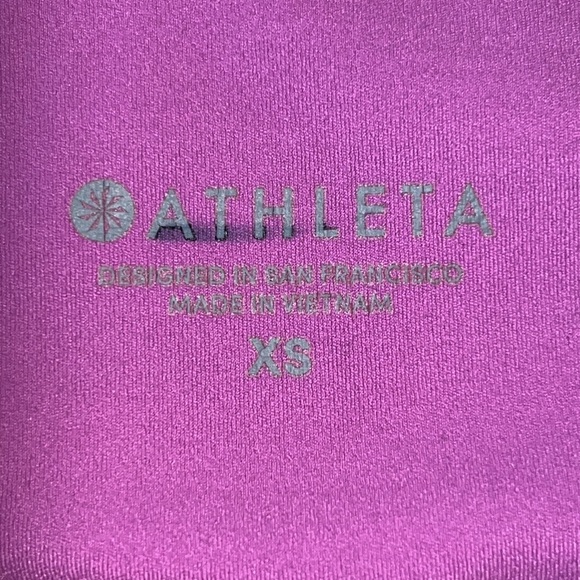 ATHLETA
DESIGNED IN SAN FRANCISCO
MADE IN VIETNAM
XS